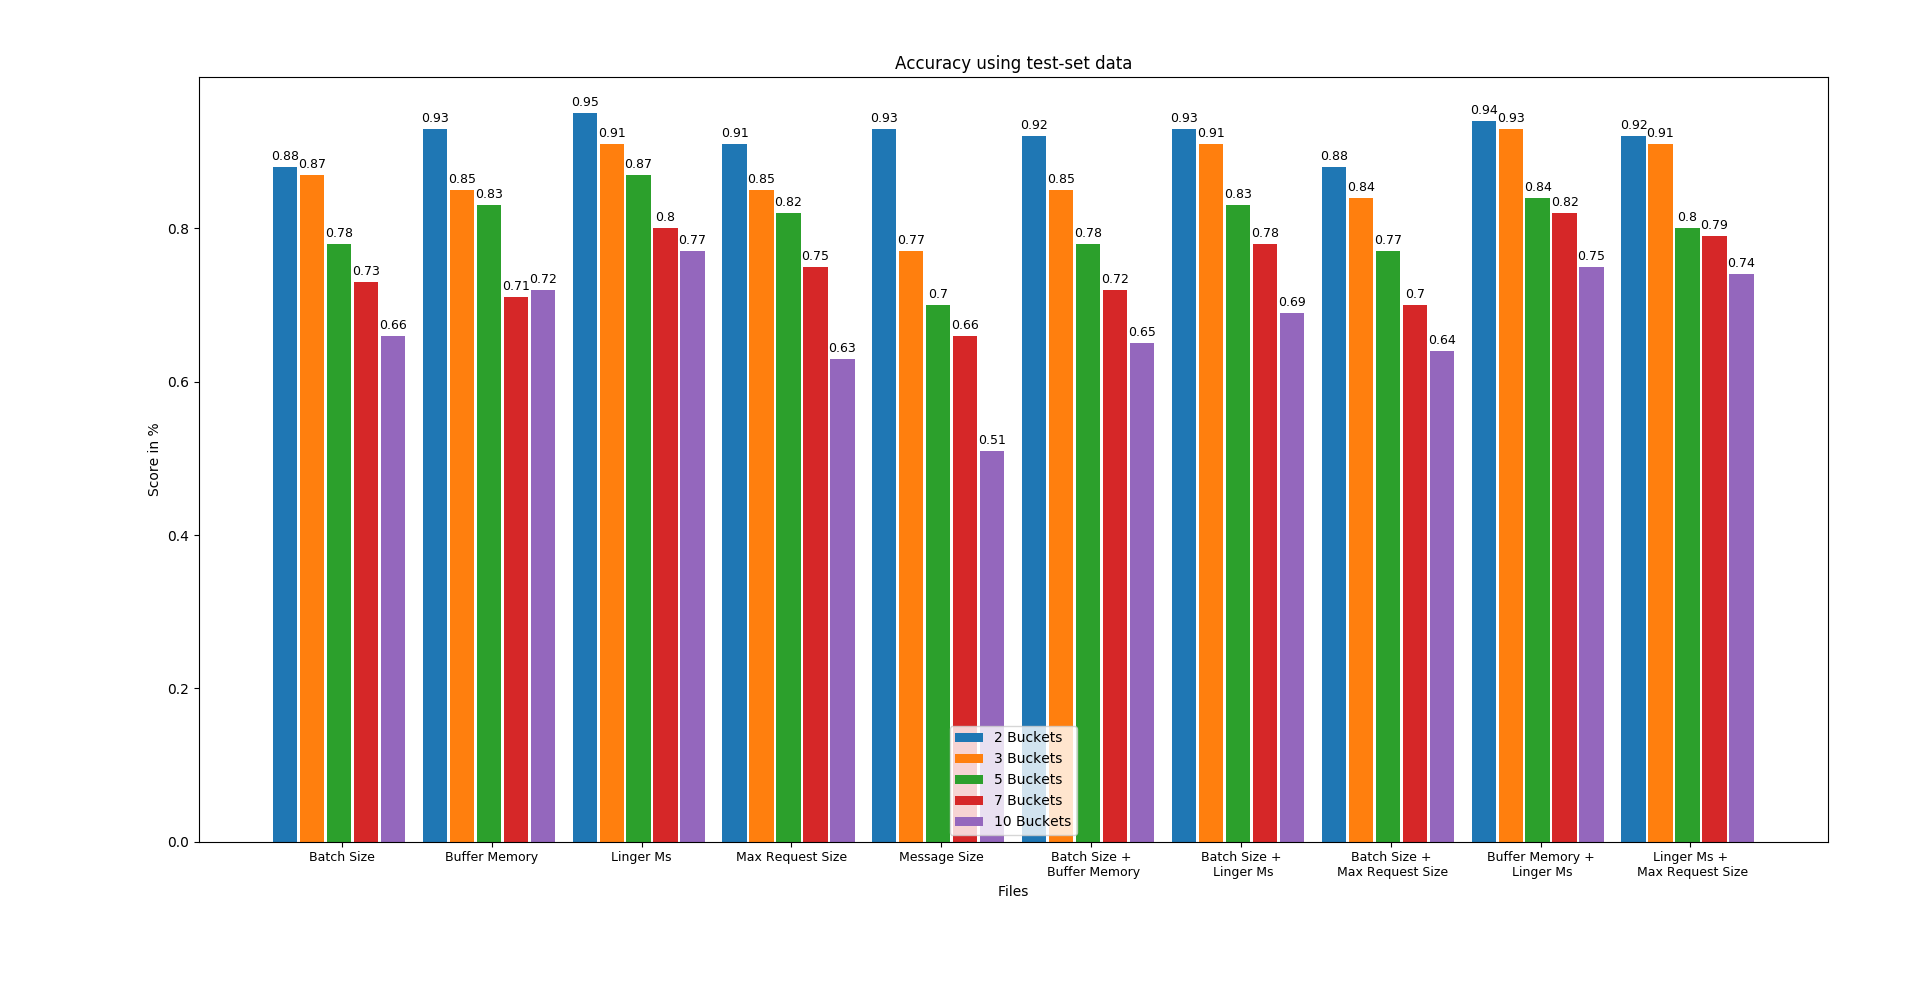 Accuracy using test-set data
0.88 0.87 0.78 0.73 0.66
0.93 0.85 0.83 0.71 0.72
0.95 0.91 0.87 0.8 0.77
0.91 0.85 0.82 0.75 0.63
0.93 0.77 0.7 0.66 0.51
0.92 0.85 0.78 0.72 0.65
0.93 0.91 0.83 0.78 0.69
0.88 0.84 0.77 0.7 0.64
0.94 0.93 0.84 0.82 0.75
0.92 0.91 0.8 0.79 0.74
0.8
0.6
0.4
0.2
0.0
Score in %
2 Buckets
3 Buckets
5 Buckets
7 Buckets
10 Buckets
Batch Size
Buffer Memory
Linger Ms
Max Request Size
Message Size
Batch Size +
Buffer Memory
Batch Size +
Linger Ms
Batch Size +
Max Request Size
Buffer Memory +
Linger Ms
Linger Ms +
Max Request Size
Files